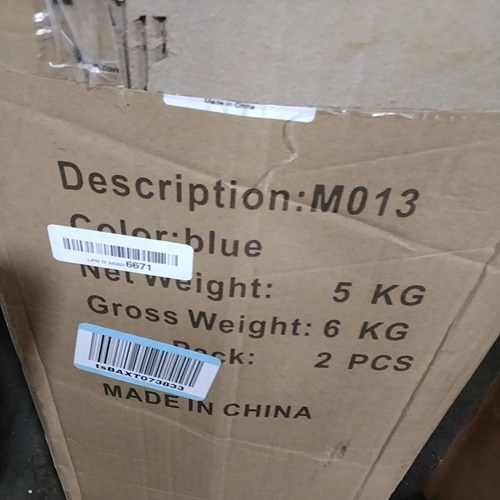 Made in China
Description:M013
Color:blue
6671
Net Weight: 5 KG
Gross Weight: 6 KG
Pack: 2 PCS
tsBAXT073833
MADE IN CHINA